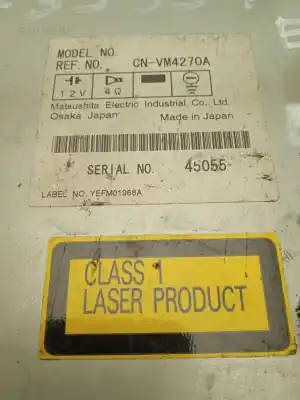 MODEL NO.
REF. NO. CN-VM4270A
12V 4Ω
Matsushita Electric Industrial Co., Ltd.
Osaka Japan Made in Japan
SERIAL NO. 45055
LABEL NO. YEFM01968A
CLASS 1
LASER PRODUCT